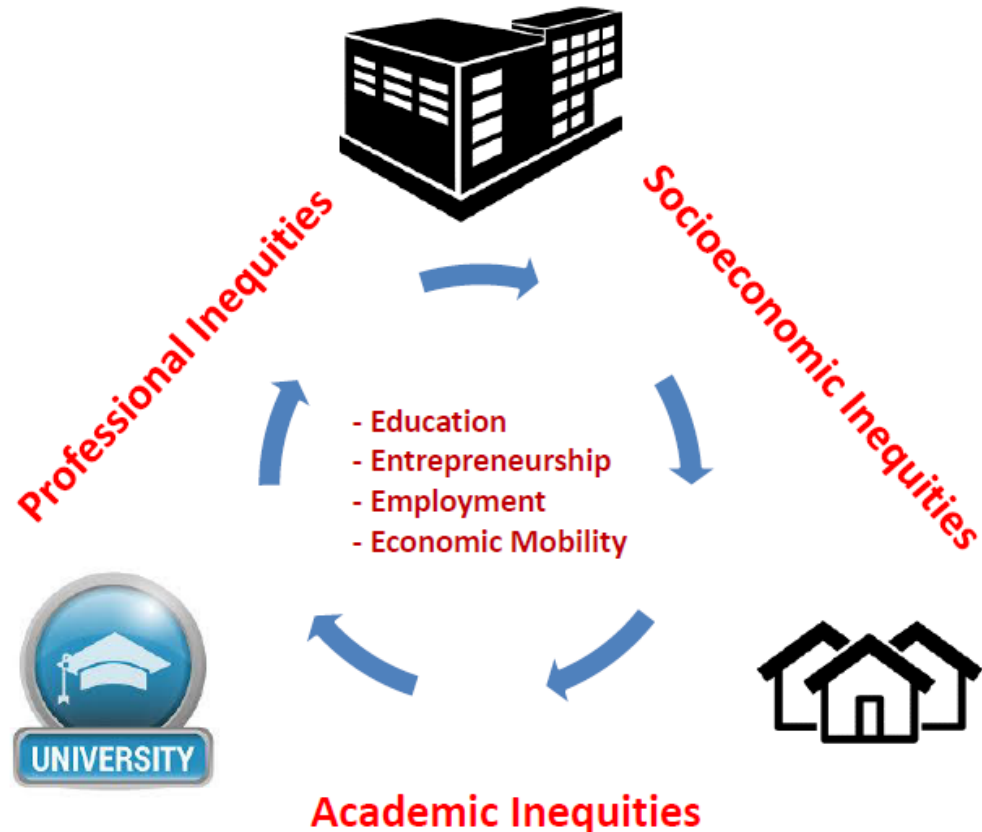 Professional Inequities
Socioeconomic Inequities
- Education
- Entrepreneurship
- Employment
- Economic Mobility
UNIVERSITY
Academic Inequities